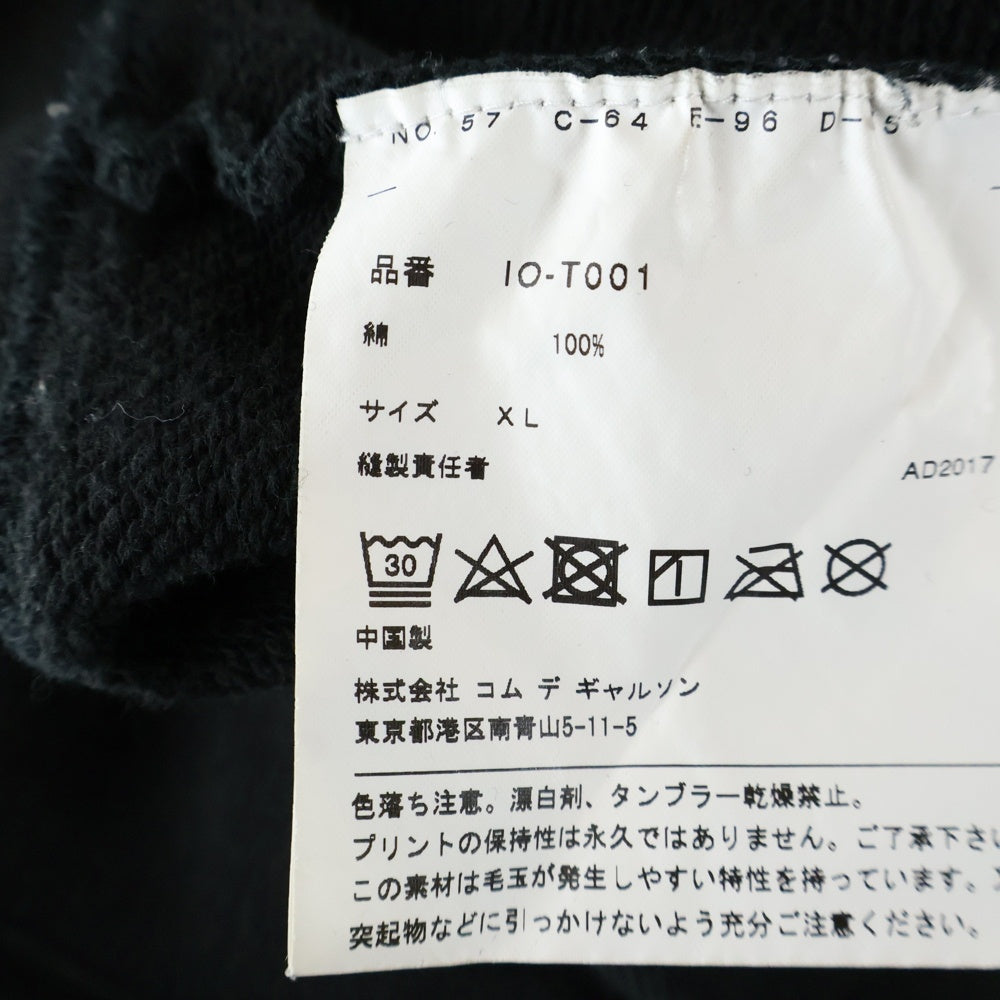 NO. 57 C-64 E-96 D-
品番 IO-T001
綿 100%
サイズ XL
縫製責任者 AD2017
30
中国製
株式会社 コム デ ギャルソン
東京都港区南青山5-11-5
色落ち注意。漂白剤、タンブラー乾燥禁止。
プリントの保持性は永久ではありません。ご了承下さい
この素材は毛玉が発生しやすい特性を持っています。
突起物などに引っかけないよう充分ご注意ください。